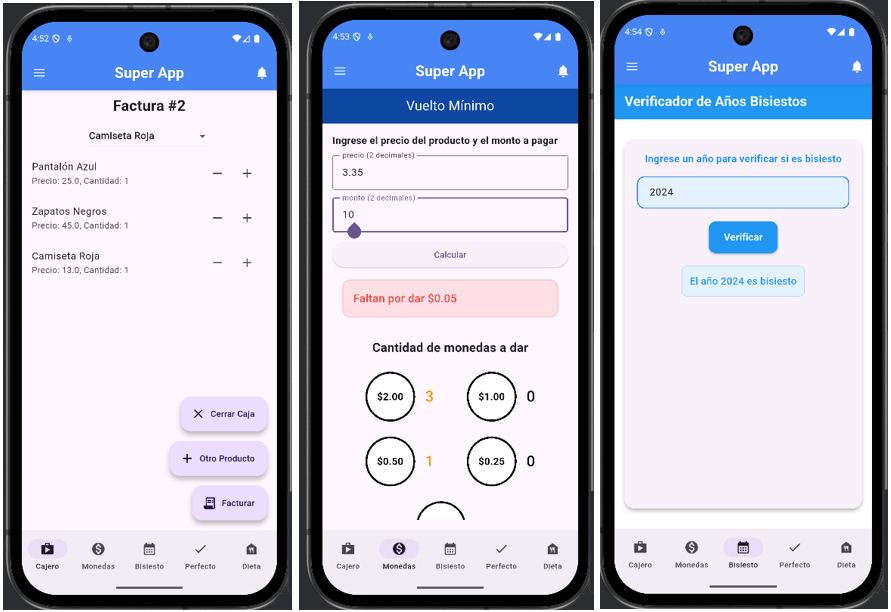 4:52
Super App
Factura #2
Camiseta Roja
Pantalón Azul
Precio: 25.0, Cantidad: 1
Zapatos Negros
Precio: 45.0, Cantidad: 1
Camiseta Roja
Precio: 13.0, Cantidad: 1
Cerrar Caja
Otro Producto
Facturar
Cajero Monedas Bisiesto Perfecto Dieta
4:53
Super App
Vuelto Mínimo
Ingrese el precio del producto y el monto a pagar
precio (2 decimales)
3.35
monto (2 decimales)
10
Calcular
Faltan por dar $0.05
Cantidad de monedas a dar
$2.00 3 $1.00 0
$0.50 1 $0.25 0
Cajero Monedas Bisiesto Perfecto Dieta
4:54
Super App
Verificador de Años Bisiestos
Ingrese un año para verificar si es bisiesto
2024
Verificar
El año 2024 es bisiesto
Cajero Monedas Bisiesto Perfecto Dieta